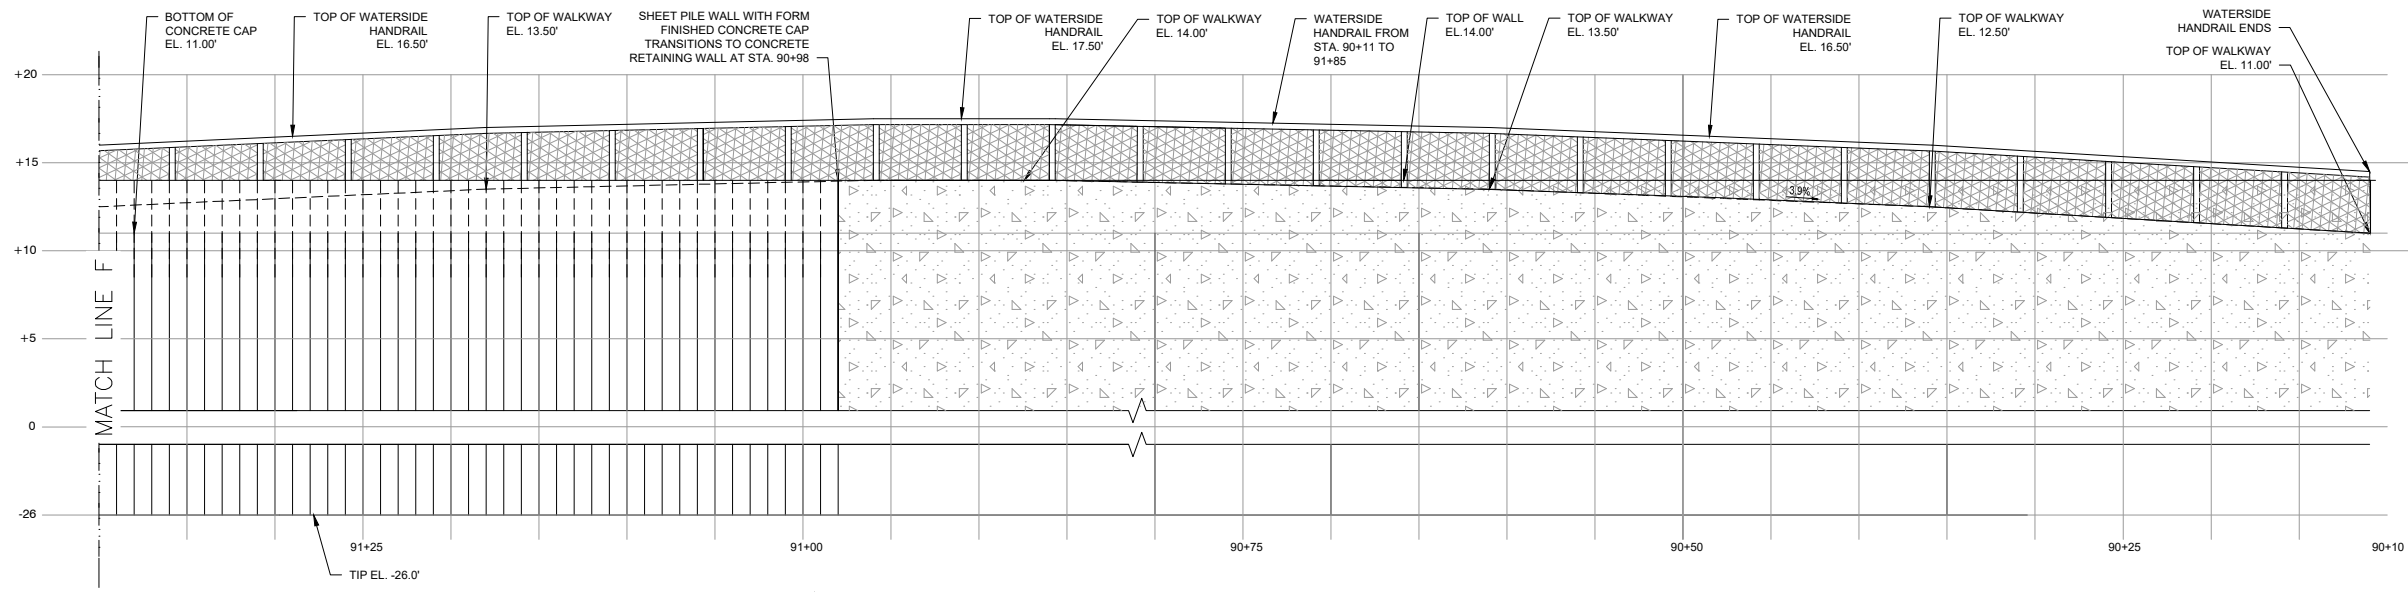 BOTTOM OF
CONCRETE CAP
EL. 11.00'
TOP OF WATERSIDE
HANDRAIL
EL. 16.50'
TOP OF WALKWAY
EL. 13.50'
SHEET PILE WALL WITH FORM
FINISHED CONCRETE CAP
TRANSITIONS TO CONCRETE
RETAINING WALL AT STA. 90+98
TOP OF WATERSIDE
HANDRAIL
EL. 17.50'
TOP OF WALKWAY
EL. 14.00'
WATERSIDE
HANDRAIL FROM
STA. 90+11 TO
91+85
TOP OF WALL
EL.14.00'
TOP OF WALKWAY
EL. 13.50'
TOP OF WATERSIDE
HANDRAIL
EL. 16.50'
TOP OF WALKWAY
EL. 12.50'
WATERSIDE
HANDRAIL ENDS
TOP OF WALKWAY
EL. 11.00'
+20
+15
+10
+5
0
-26
MATCH LINE F
3.9%
91+25
91+00
90+75
90+50
90+25
90+10
TIP EL. -26.0'